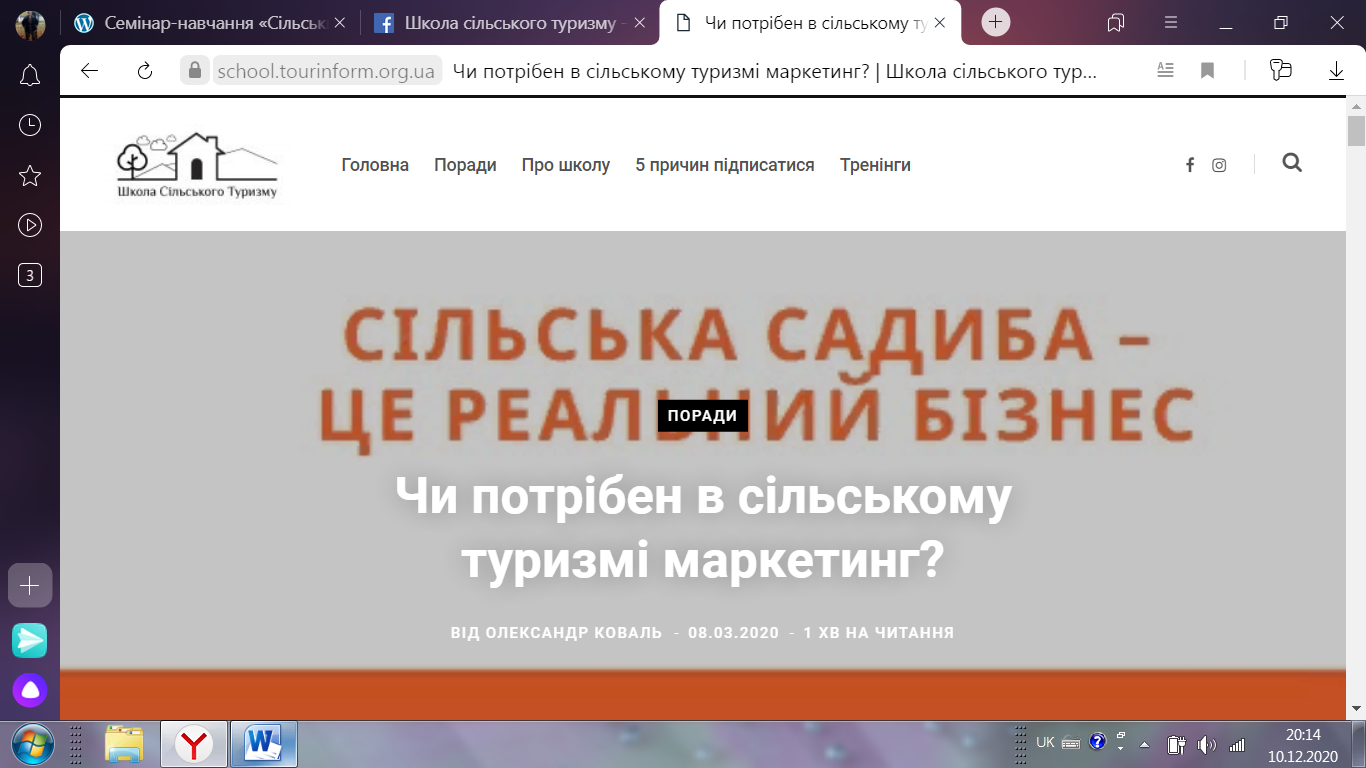 Семінар-навчання «Сільськ
Школа сільського туризму -
Чи потрібен в сільському ту
school.tourinform.org.ua
Чи потрібен в сільському туризмі маркетинг? | Школа сільського тур...
Школа Сільського Туризму
Головна
Поради
Про школу
5 причин підписатися
Тренінги
3
СІЛЬСЬКА САДИБА –
ЦЕ РЕАЛЬНИЙ БІЗНЕС
ПОРАДИ
Чи потрібен в сільському
туризмі маркетинг?
ВІД ОЛЕКСАНДР КОВАЛЬ - 08.03.2020 - 1 ХВ НА ЧИТАННЯ
UK
20:14
10.12.2020